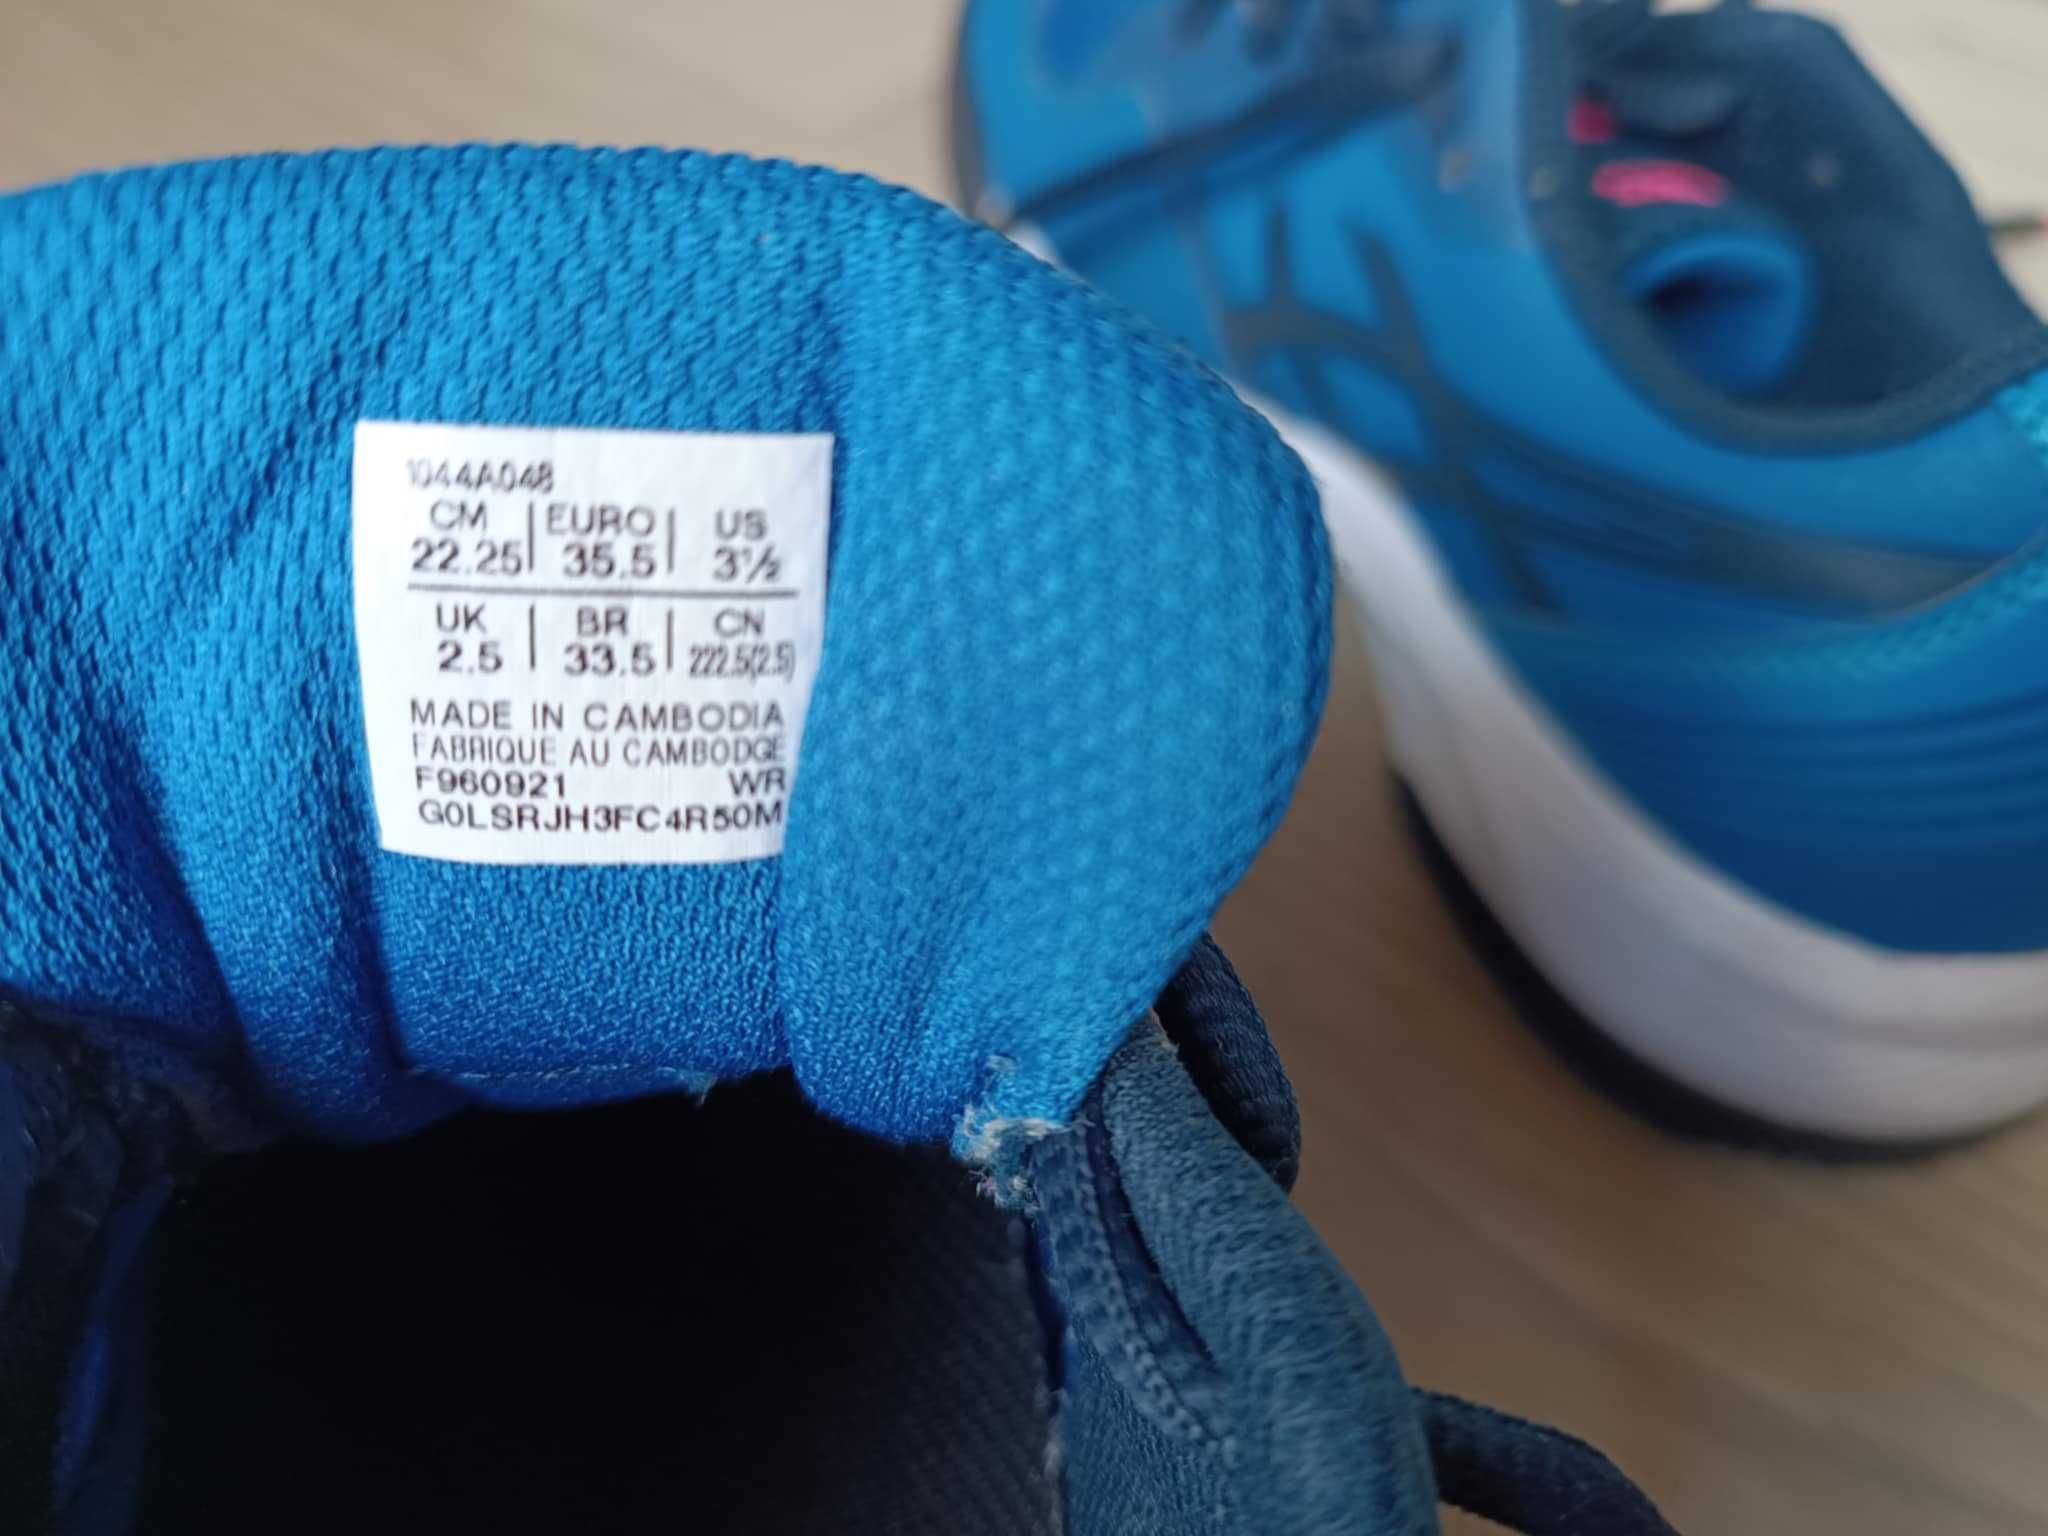 1044A048
CM | EURO | US
22.25 | 35.5 | 3½
UK | BR | CN
2.5 | 33.5 | 222.5(2.5)
MADE IN CAMBODIA
FABRIQUE AU CAMBODGE
F960921 WR
G0LSRJH3FC4R50M